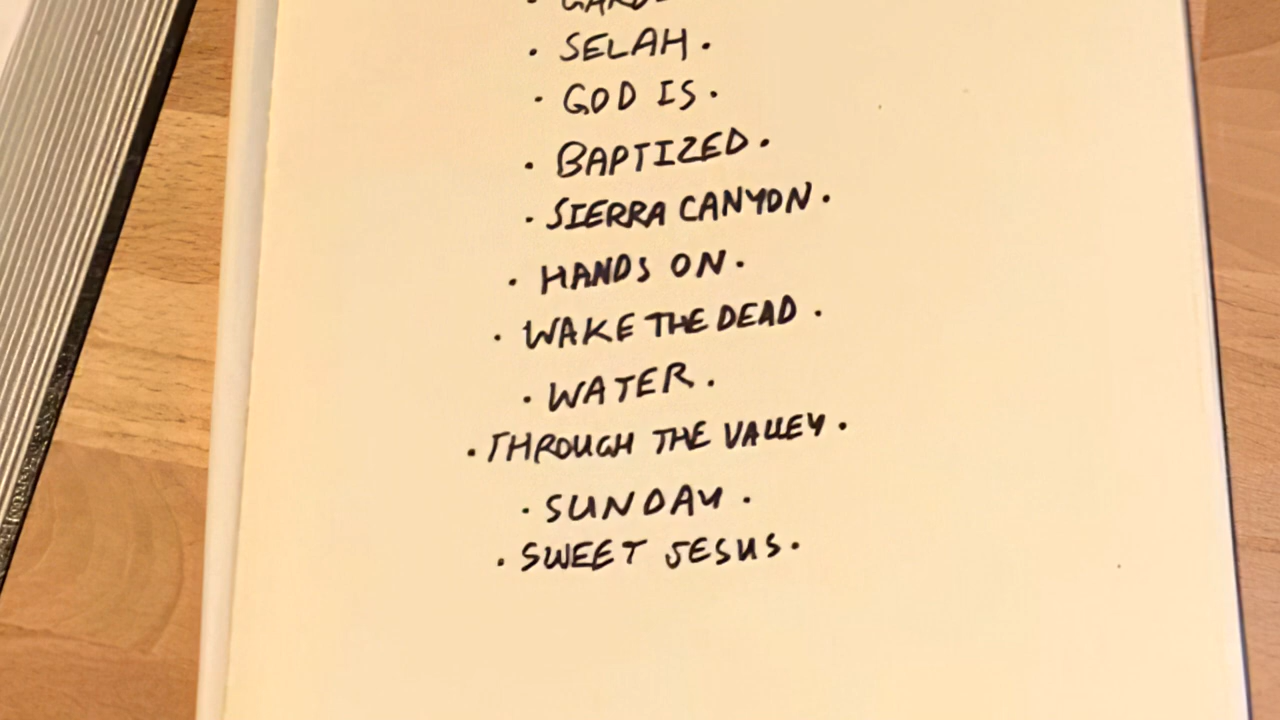 · SELAH ·
· GOD IS ·
· BAPTIZED ·
· SIERRA CANYON ·
· HANDS ON ·
· WAKE THE DEAD ·
· WATER ·
· THROUGH THE VALLEY ·
· SUNDAY ·
· SWEET JESUS ·